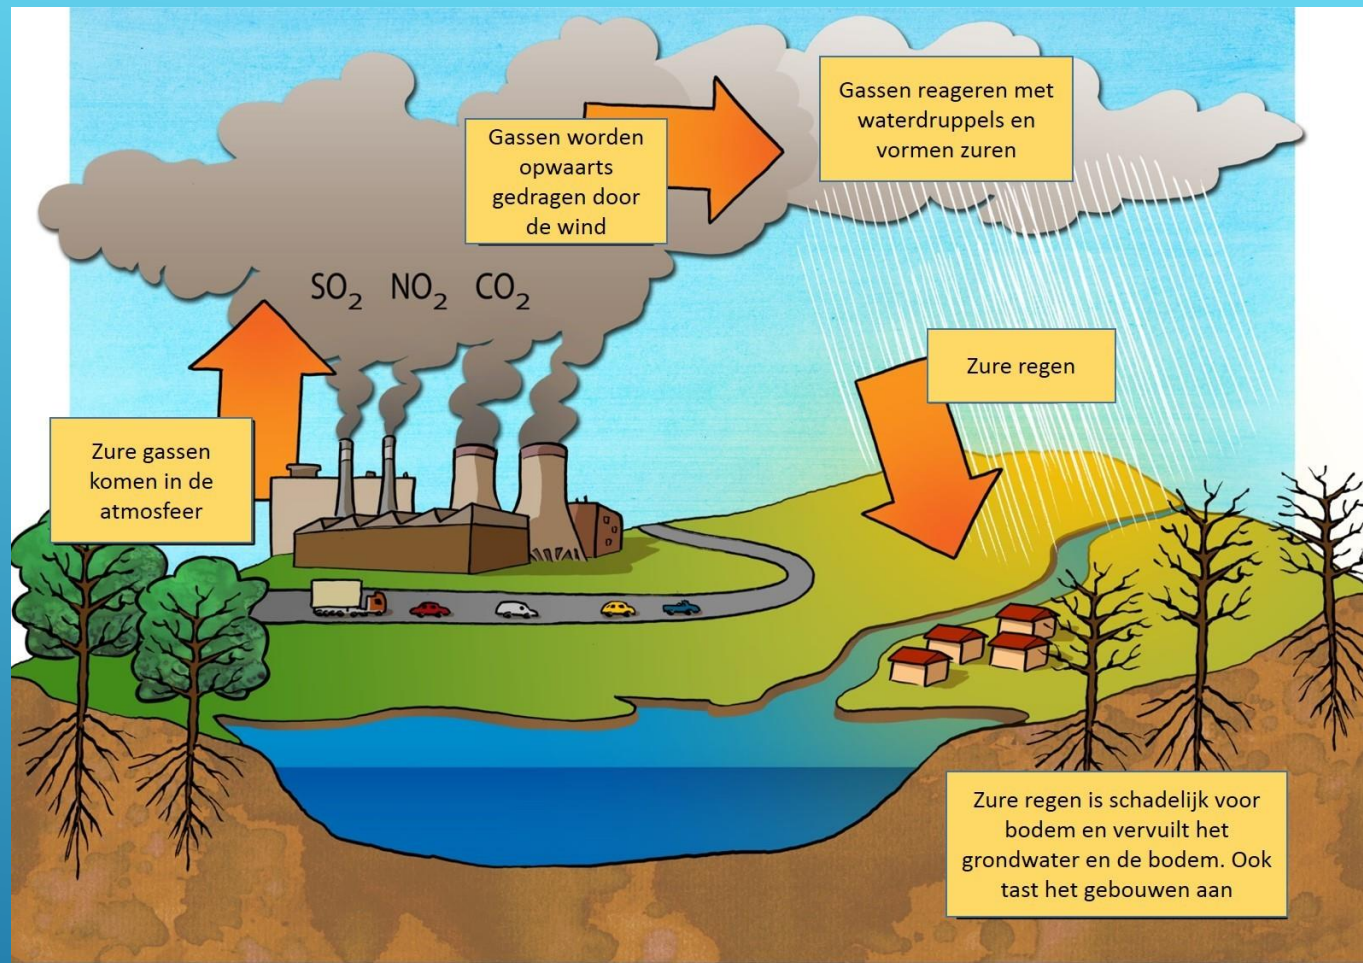 Gassen reageren met
waterdruppels en
vormen zuren
Gassen worden
opwaarts
gedragen door
de wind
SO₂ NO₂ CO₂
Zure regen
Zure gassen
komen in de
atmosfeer
Zure regen is schadelijk voor
bodem en vervuilt het
grondwater en de bodem. Ook
tast het gebouwen aan